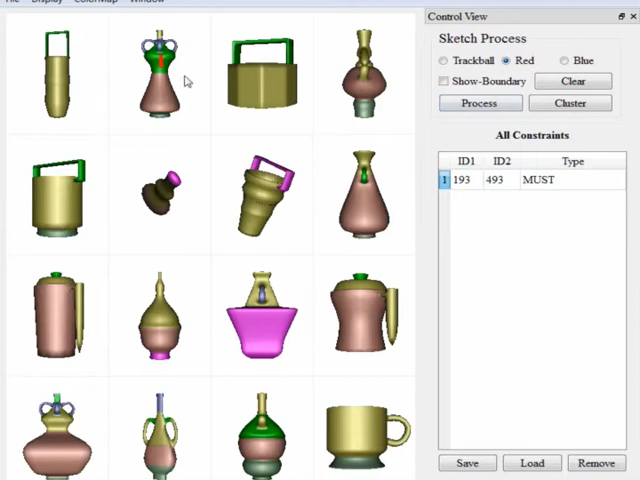 File Display ColorMap Window
Control View
Sketch Process
Trackball Red Blue
Show-Boundary Clear
Process Cluster
All Constraints
ID1 ID2 Type
1 193 493 MUST
Save Load Remove